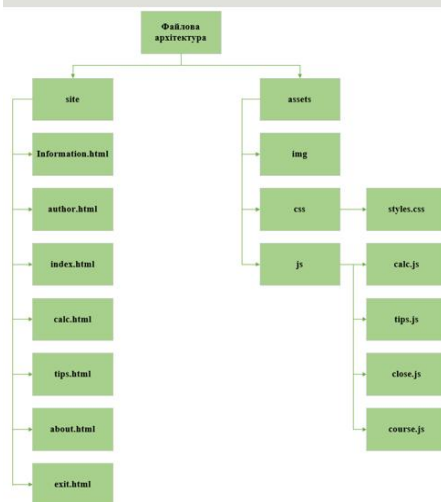 Файлова
архітектура
site
assets
Information.html
img
author.html
css
styles.css
index.html
js
calc.js
calc.html
tips.js
tips.html
close.js
about.html
course.js
exit.html